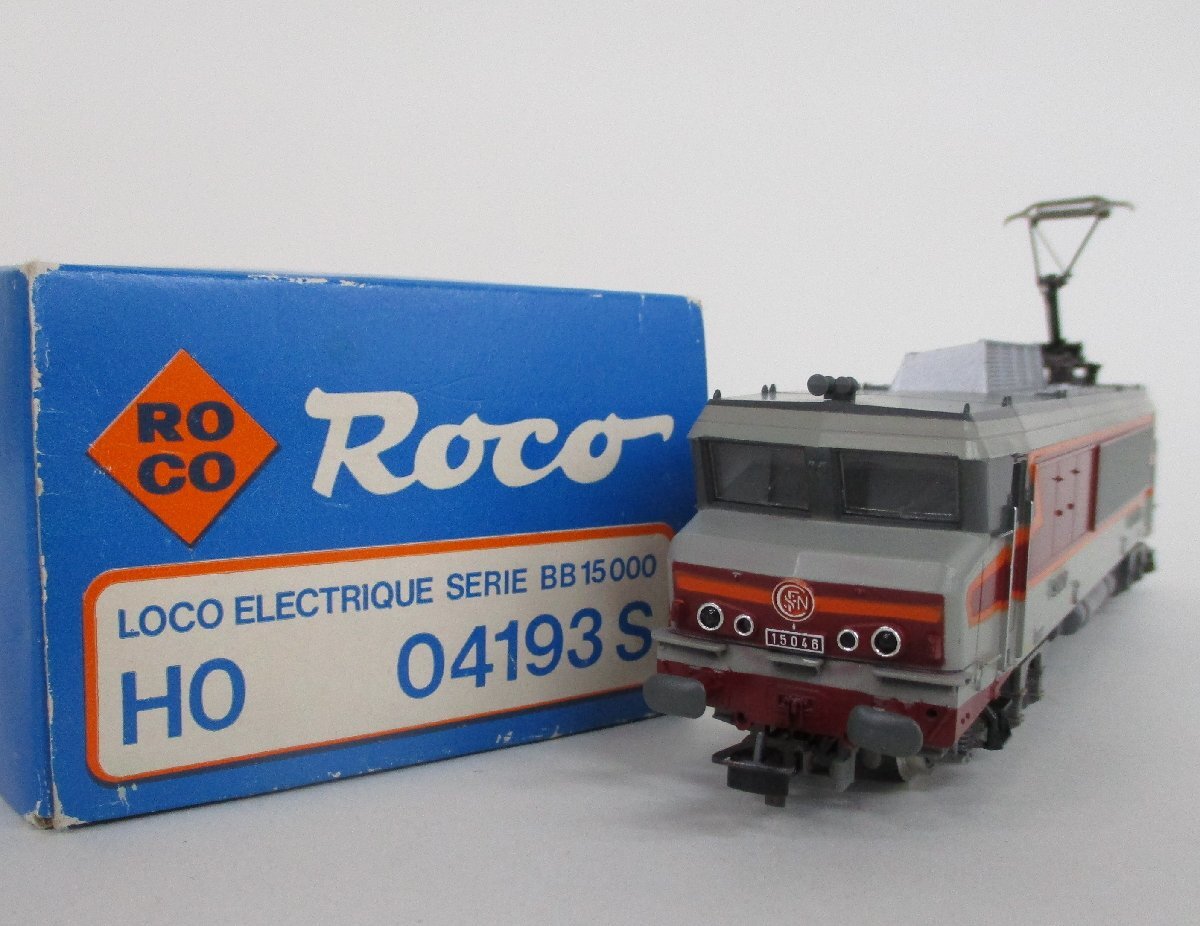 RO
CO
Roco
LOCO ELECTRIQUE SERIE BB 15000
HO 04193 S
SNCF
15046